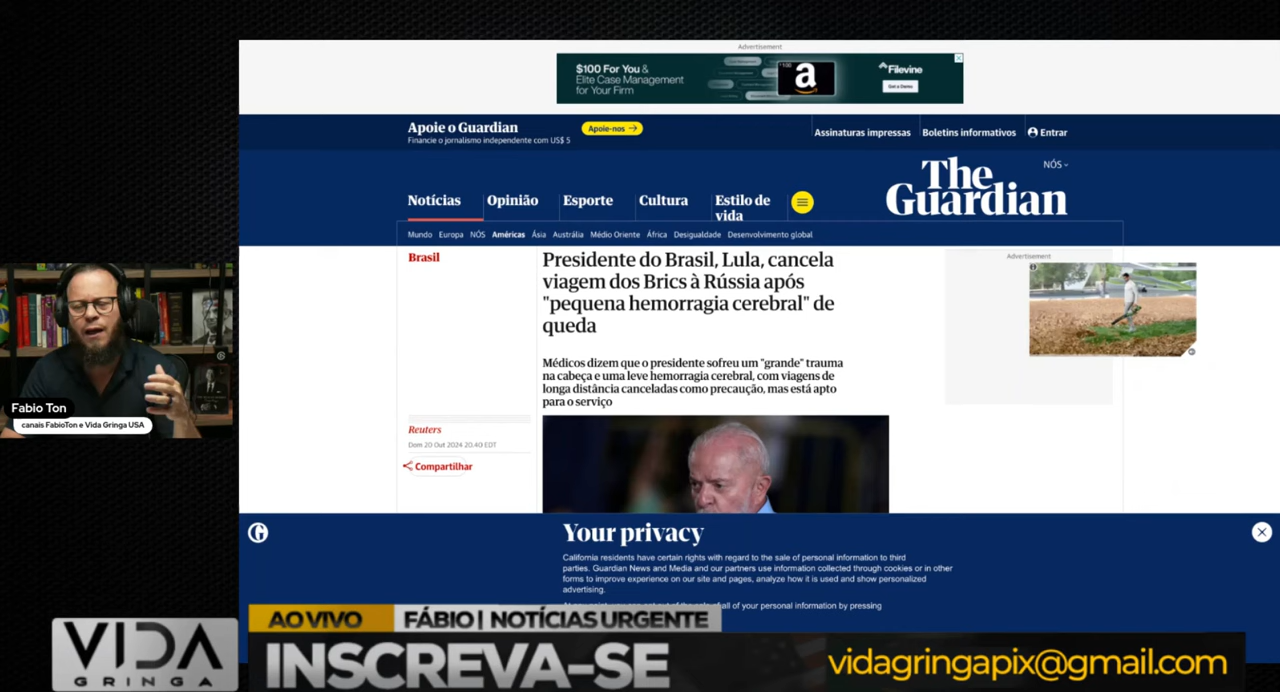 Advertisement
$100 For You &
Elite Case Management
for Your Firm
a
Filevine
Get a Demo
Apoie o Guardian
Financie o jornalismo independente com US$ 5
Apoie-nos
Assinaturas impressas
Boletins informativos
Entrar
NÓS
The
Guardian
Notícias
Opinião
Esporte
Cultura
Estilo de
vida
Mundo Europa NÓS Américas Ásia Austrália Médio Oriente África Desigualdade Desenvolvimento global
Brasil
Presidente do Brasil, Lula, cancela
viagem dos Brics à Rússia após
"pequena hemorragia cerebral" de
queda
Advertisement
Médicos dizem que o presidente sofreu um "grande" trauma
na cabeça e uma leve hemorragia cerebral, com viagens de
longa distância canceladas como precaução, mas está apto
para o serviço
Reuters
Dom 20 Out 2024 20.40 EDT
Compartilhar
Fabio Ton
canais FabioTon e Vida Gringa USA
Your privacy
California residents have certain rights with regard to the sale of personal information to third
parties. Guardian News and Media and our partners use information collected through cookies or in other
forms to improve experience on our site and pages, analyze how it is used and show personalized
advertising.
all of your personal information by pressing
AO VIVO
FÁBIO | NOTÍCIAS URGENTE
VIDA
GRINGA
INSCREVA-SE
vidagringapix@gmail.com